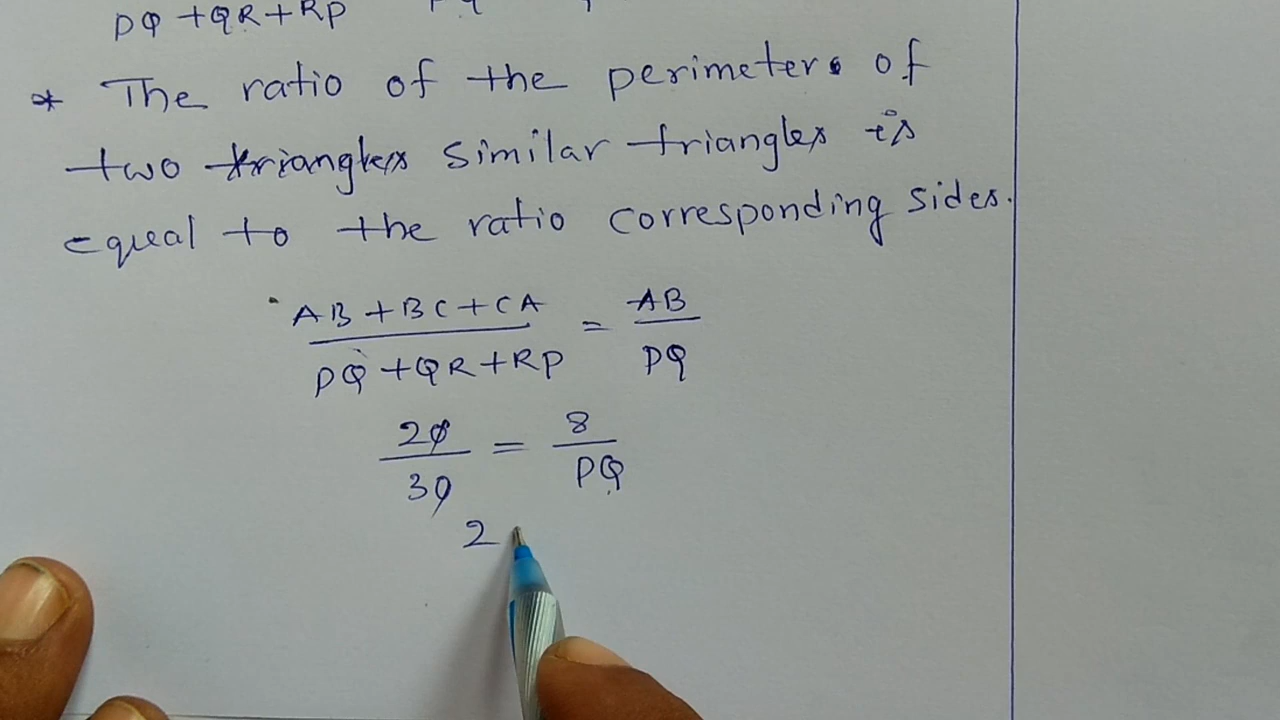 PQ+QR+RP
* The ratio of the perimeters of
two triangles similar triangles is
equal to the ratio corresponding sides.
AB+BC+CA = AB
PQ+QR+RP PQ
20 = 8
30 PQ
2